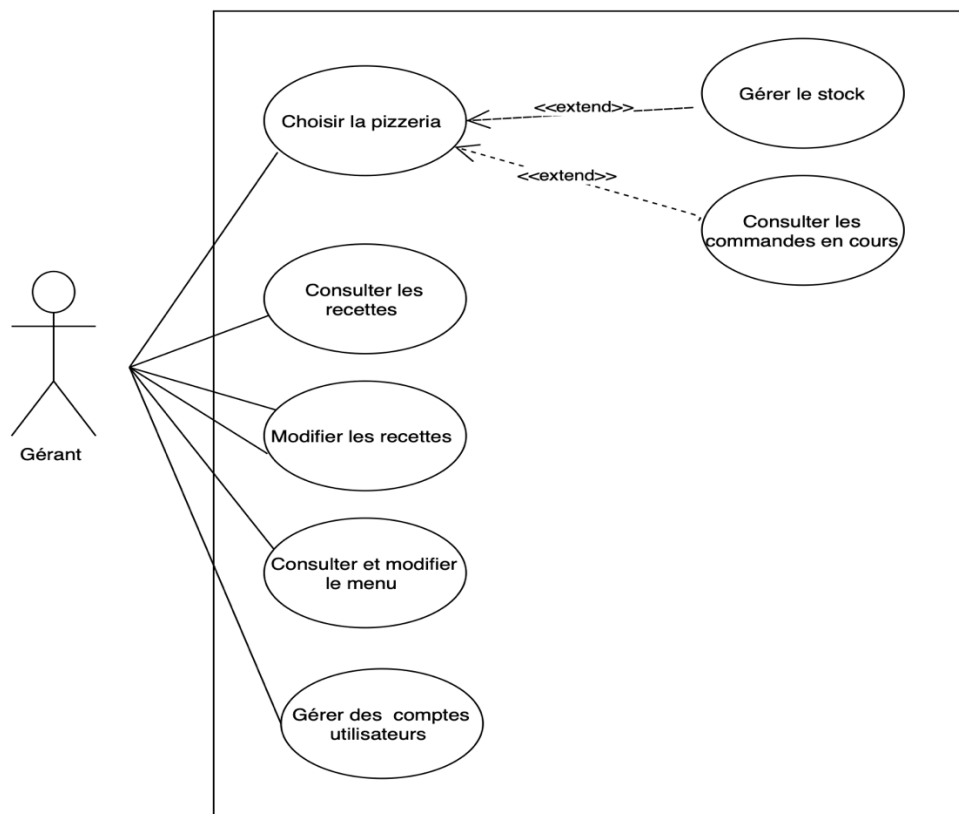 Choisir la pizzeria
<<extend>>
Gérer le stock
<<extend>>
Consulter les
commandes en cours
Consulter les
recettes
Gérant
Modifier les recettes
Consulter et modifier
le menu
Gérer des  comptes
utilisateurs